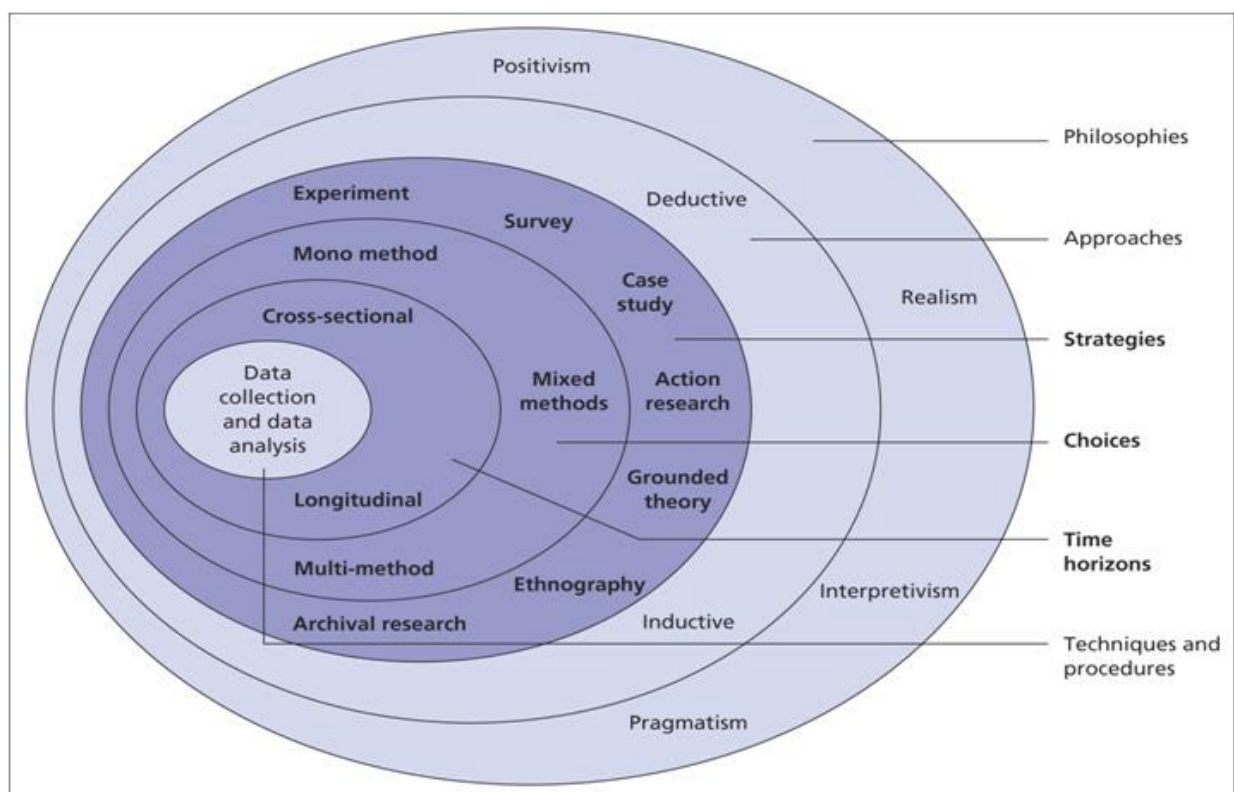 Positivism
Philosophies
Experiment
Deductive
Survey
Approaches
Mono method
Case
study
Realism
Cross-sectional
Strategies
Data
collection
and data
analysis
Mixed
methods
Action
research
Choices
Grounded
theory
Longitudinal
Time
horizons
Multi-method
Ethnography
Interpretivism
Archival research
Inductive
Techniques and
procedures
Pragmatism